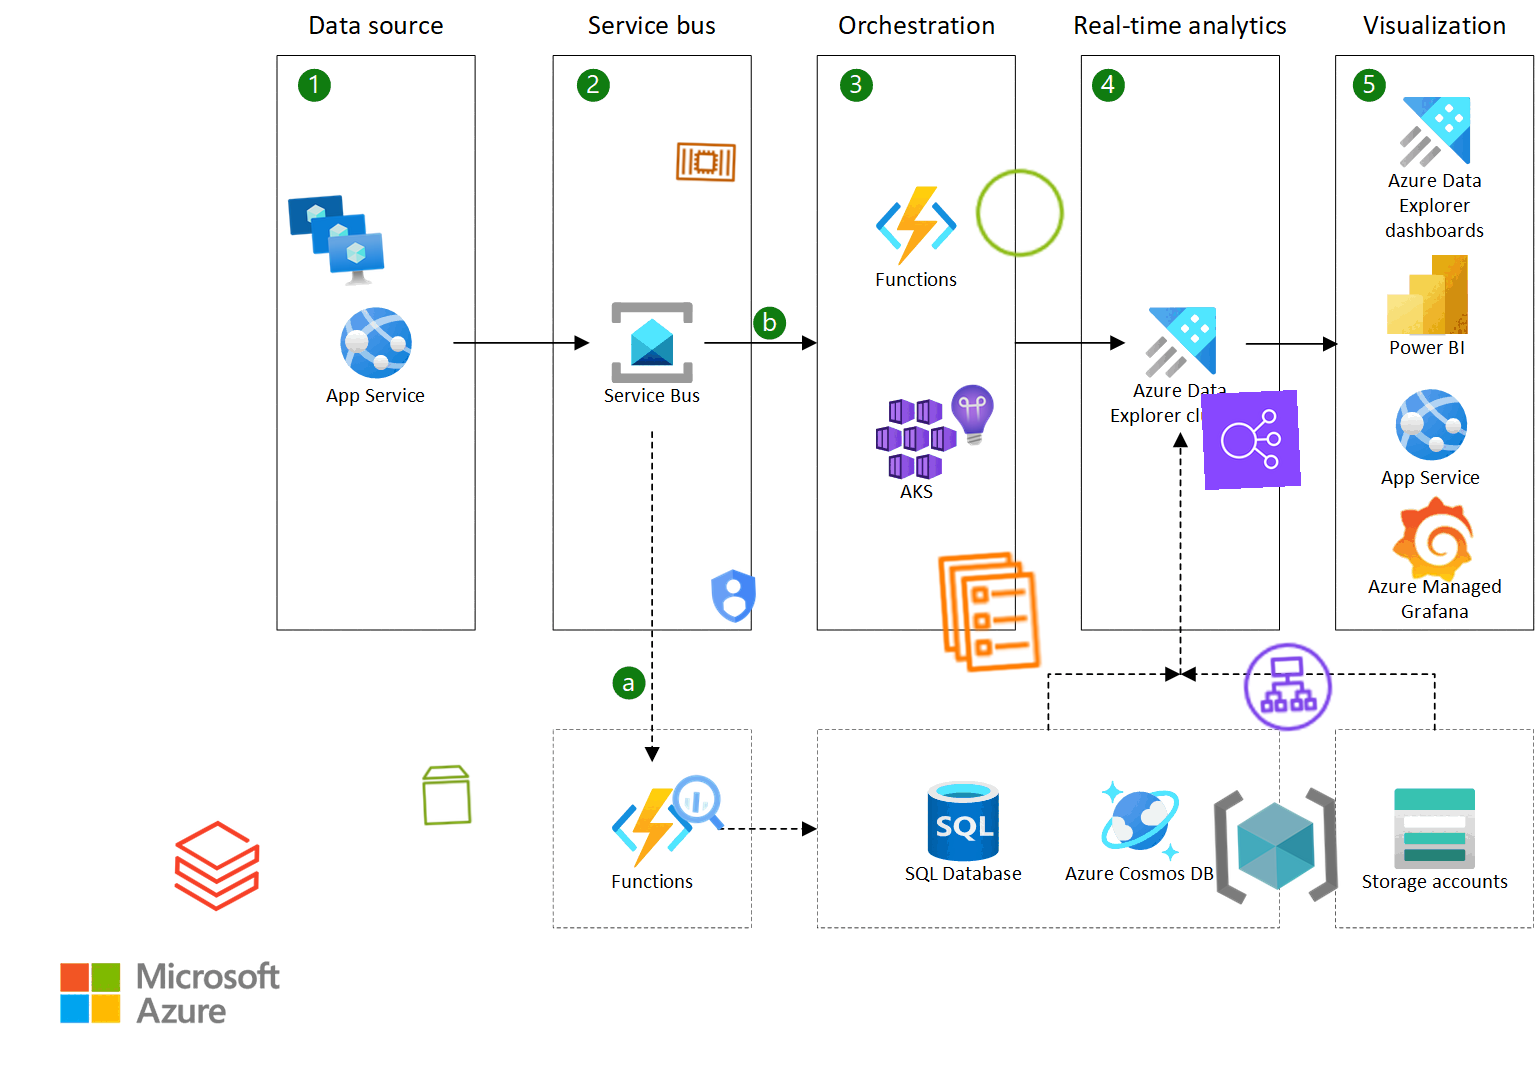 Data source
Service bus
Orchestration
Real-time analytics
Visualization
1
2
3
4
5
App Service
Service Bus
b
Functions
AKS
Azure Data
Explorer cl
Azure Data
Explorer
dashboards
Power BI
App Service
Azure Managed
Grafana
a
Functions
SQL
SQL Database
Azure Cosmos DB
Storage accounts
Microsoft
Azure